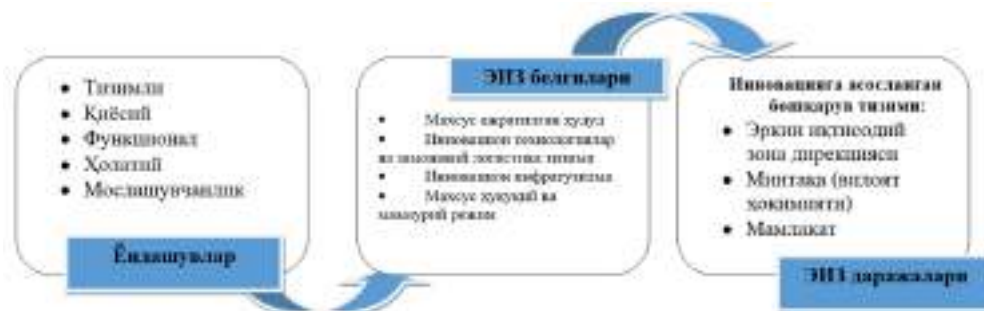 • Тизимли
• Қиёсий
• Функционал
• Ҳолатий
• Мослашувчанлик
Ёндашувлар
ЭИЗ белгилари
• Махсус ажратилган ҳудуд
• Инновацион технологиялар
ва замонавий логистика тизими
• Инновацион инфратузилма
• Махсус ҳуқуқий ва
маъмурий режим
Инновацияга асосланган
бошқарув тизими:
• Эркин иқтисодий
зона дирекцияси
• Минтақа (вилоят
ҳокимияти)
• Мамлакат
ЭИЗ даражалари